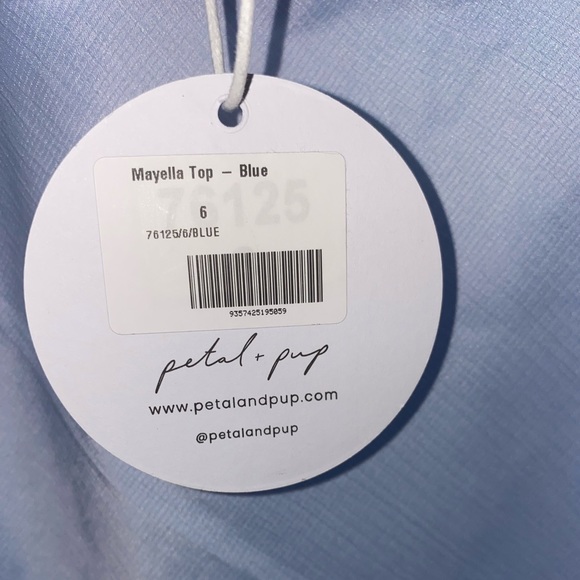 Mayella Top – Blue
76125
6
76125/6/BLUE
9357425195059
petal + pup
www.petalandpup.com
@petalandpup